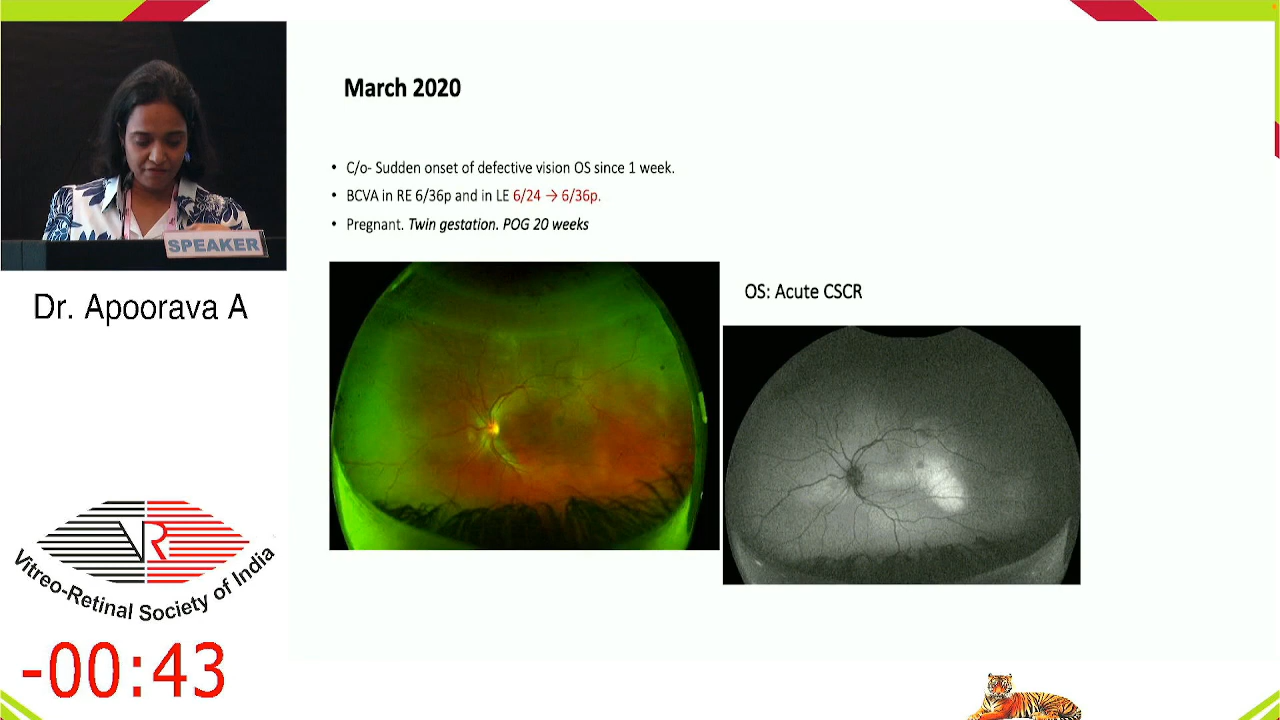 March 2020
• C/o- Sudden onset of defective vision OS since 1 week.
• BCVA in RE 6/36p and in LE 6/24 → 6/36p.
• Pregnant. Twin gestation. POG 20 weeks
SPEAKER
Dr. Apoorava A
OS: Acute CSCR
VR
Vitreo-Retinal Society of India
-00:43